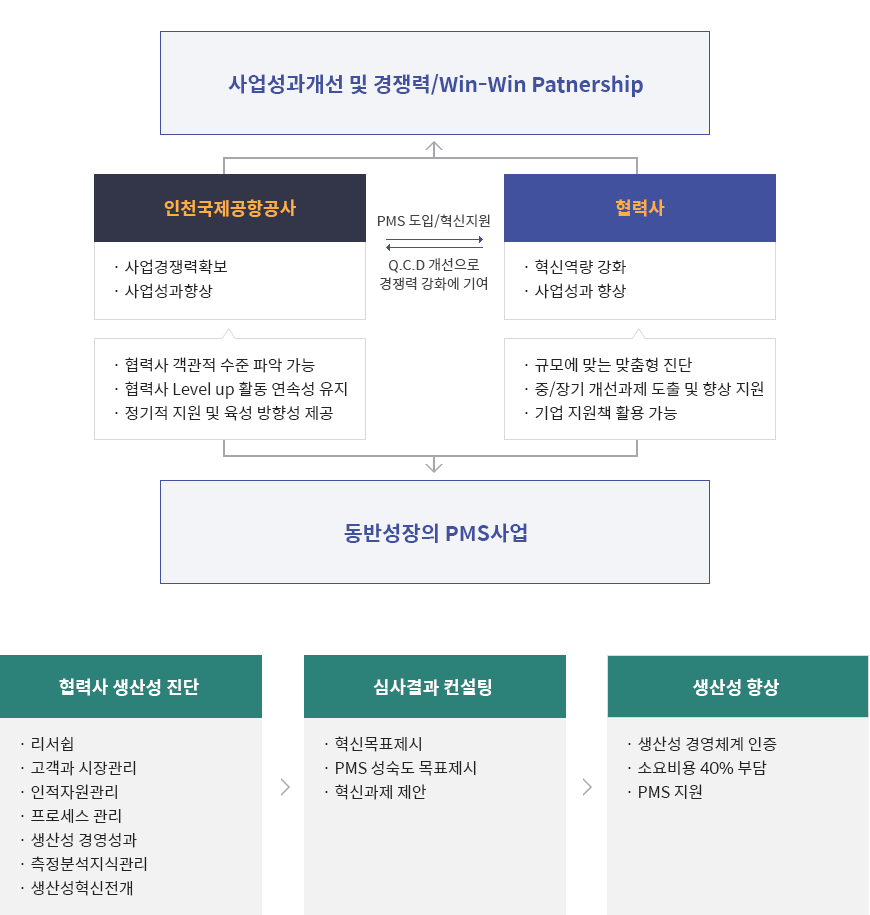 사업성과개선 및 경쟁력/Win-Win Patnership
인천국제공항공사
· 사업경쟁력확보
· 사업성과향상
PMS 도입/혁신지원
Q.C.D 개선으로
경쟁력 강화에 기여
협력사
· 혁신역량 강화
· 사업성과 향상
· 협력사 객관적 수준 파악 가능
· 협력사 Level up 활동 연속성 유지
· 정기적 지원 및 육성 방향성 제공
· 규모에 맞는 맞춤형 진단
· 중/장기 개선과제 도출 및 향상 지원
· 기업 지원책 활용 가능
동반성장의 PMS사업
협력사 생산성 진단
· 리서쉽
· 고객과 시장관리
· 인적자원관리
· 프로세스 관리
· 생산성 경영성과
· 측정분석지식관리
· 생산성혁신전개
심사결과 컨설팅
· 혁신목표제시
· PMS 성숙도 목표제시
· 혁신과제 제안
생산성 향상
· 생산성 경영체계 인증
· 소요비용 40% 부담
· PMS 지원